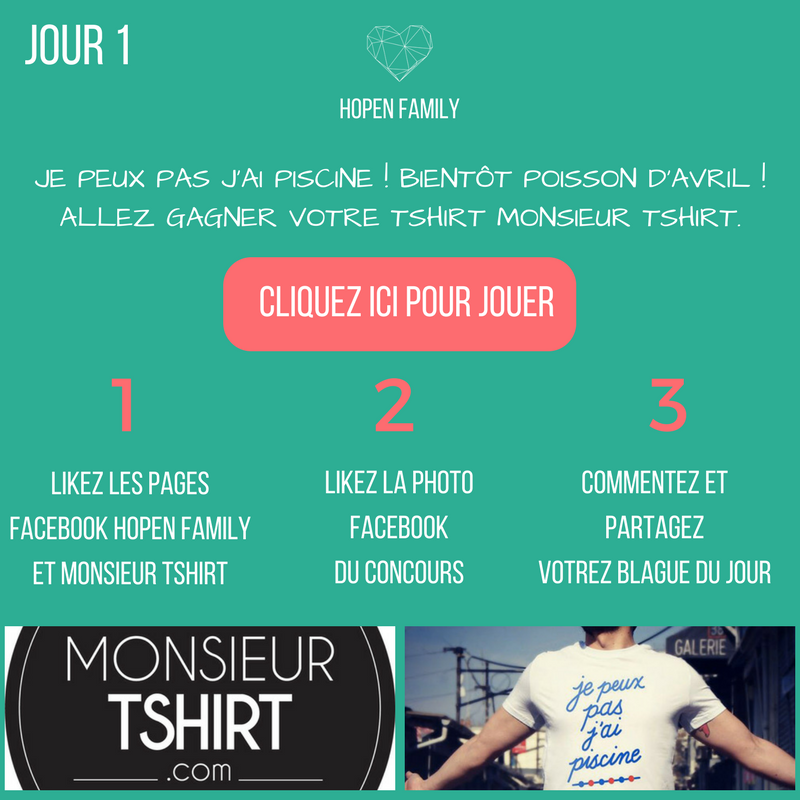 JOUR 1
HOPEN FAMILY
JE PEUX PAS J'AI PISCINE ! BIENTÔT POISSON D'AVRIL !
ALLEZ GAGNER VOTRE TSHIRT MONSIEUR TSHIRT.
CLIQUEZ ICI POUR JOUER
1
LIKEZ LES PAGES
FACEBOOK HOPEN FAMILY
ET MONSIEUR TSHIRT
2
LIKEZ LA PHOTO
FACEBOOK
DU CONCOURS
3
COMMENTEZ ET
PARTAGEZ
VOTREZ BLAGUE DU JOUR
MONSIEUR
TSHIRT
.com
GALERIE
je peux
pas
j'ai
piscine